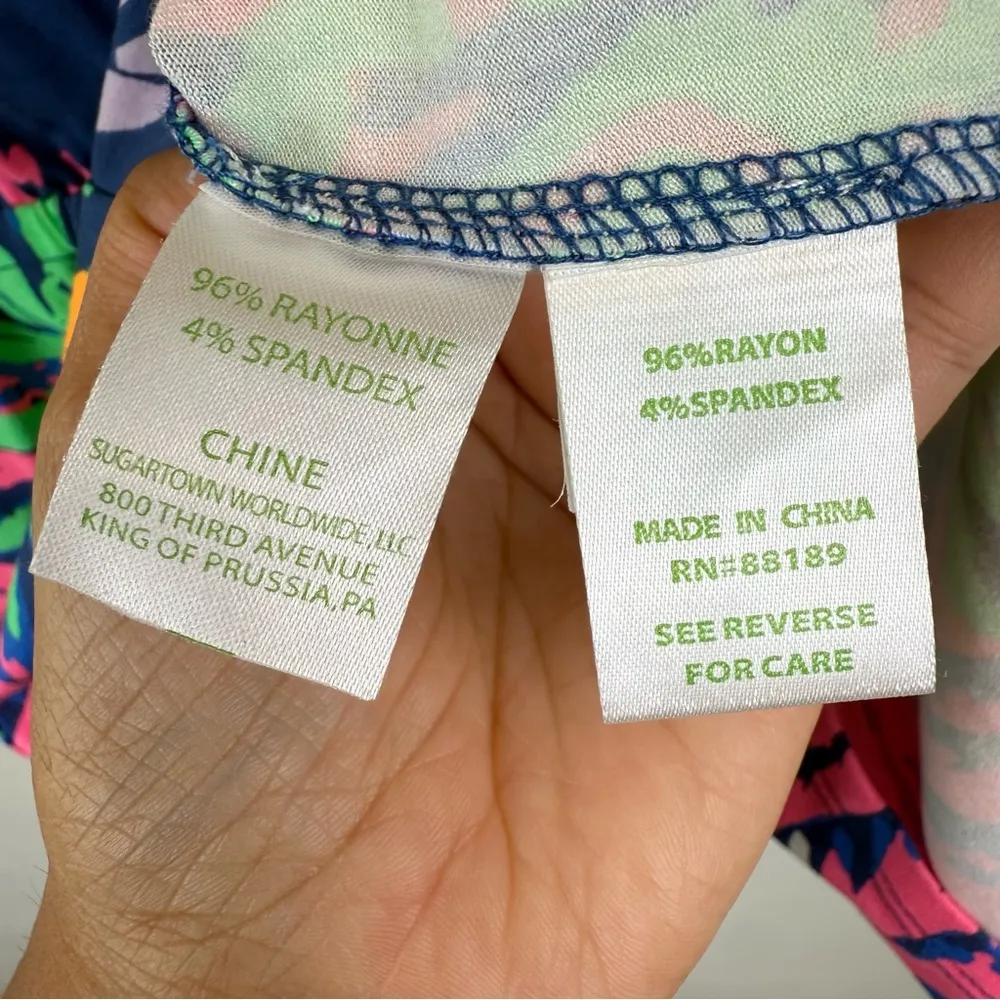 96% RAYONNE
4% SPANDEX
CHINE
SUGARTOWN WORLDWIDE, LLC
800 THIRD AVENUE
KING OF PRUSSIA, PA
96%RAYON
4%SPANDEX
MADE IN CHINA
RN#88189
SEE REVERSE
FOR CARE